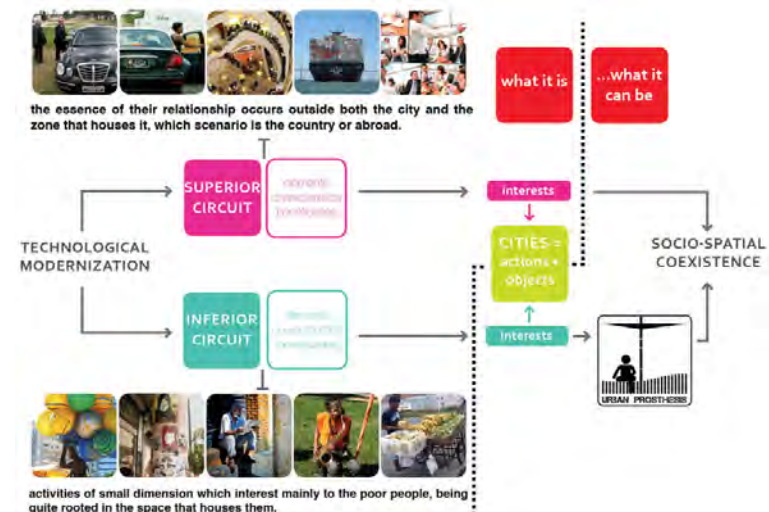 what it is
...what it
can be
the essence of their relationship occurs outside both the city and the
zone that houses it, which scenario is the country or abroad.
SUPERIOR
CIRCUIT
interests
TECHNOLOGICAL
MODERNIZATION
CITIES =
actions +
objects
SOCIO-SPATIAL
COEXISTENCE
INFERIOR
CIRCUIT
interests
URBAN PROSTHESIS
activities of small dimension which interest mainly to the poor people, being
quite rooted in the space that houses them.